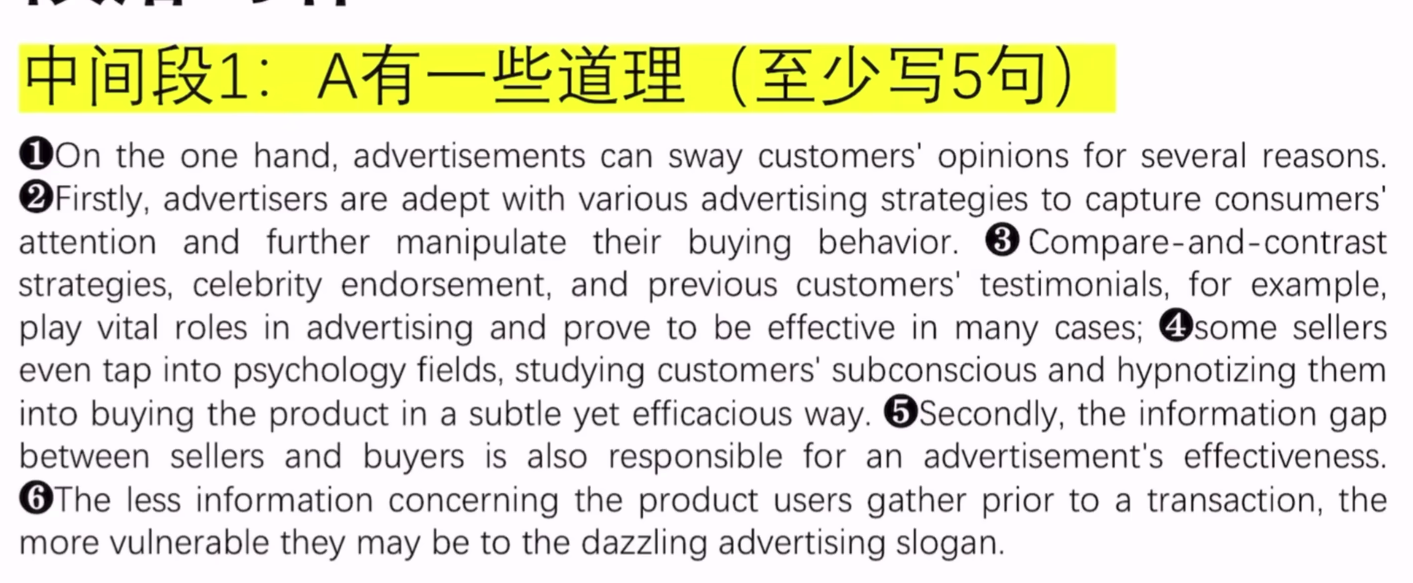 中间段1：A有一些道理（至少写5句）
❶On the one hand, advertisements can sway customers' opinions for several reasons.
❷Firstly, advertisers are adept with various advertising strategies to capture consumers'
attention and further manipulate their buying behavior. ❸Compare-and-contrast
strategies, celebrity endorsement, and previous customers' testimonials, for example,
play vital roles in advertising and prove to be effective in many cases; ❹some sellers
even tap into psychology fields, studying customers' subconscious and hypnotizing them
into buying the product in a subtle yet efficacious way. ❺Secondly, the information gap
between sellers and buyers is also responsible for an advertisement's effectiveness.
❻The less information concerning the product users gather prior to a transaction, the
more vulnerable they may be to the dazzling advertising slogan.